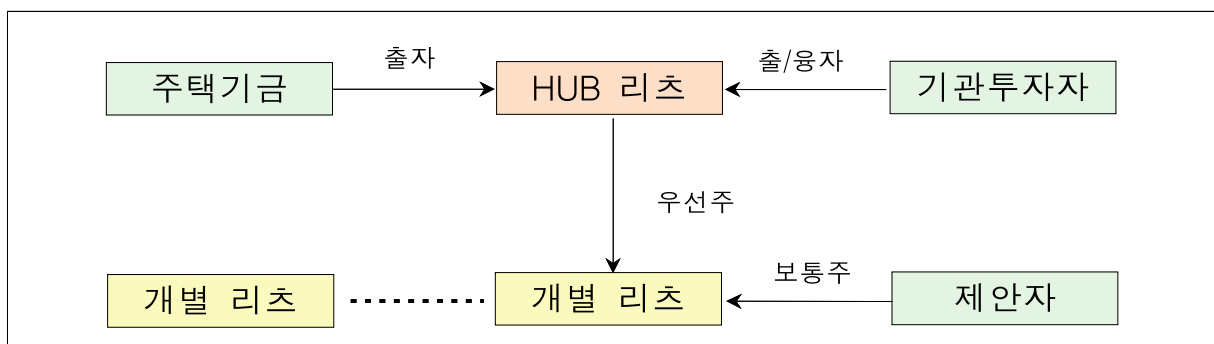 출자
출/융자
주택기금
HUB 리츠
기관투자자
우선주
보통주
개별 리츠
개별 리츠
제안자